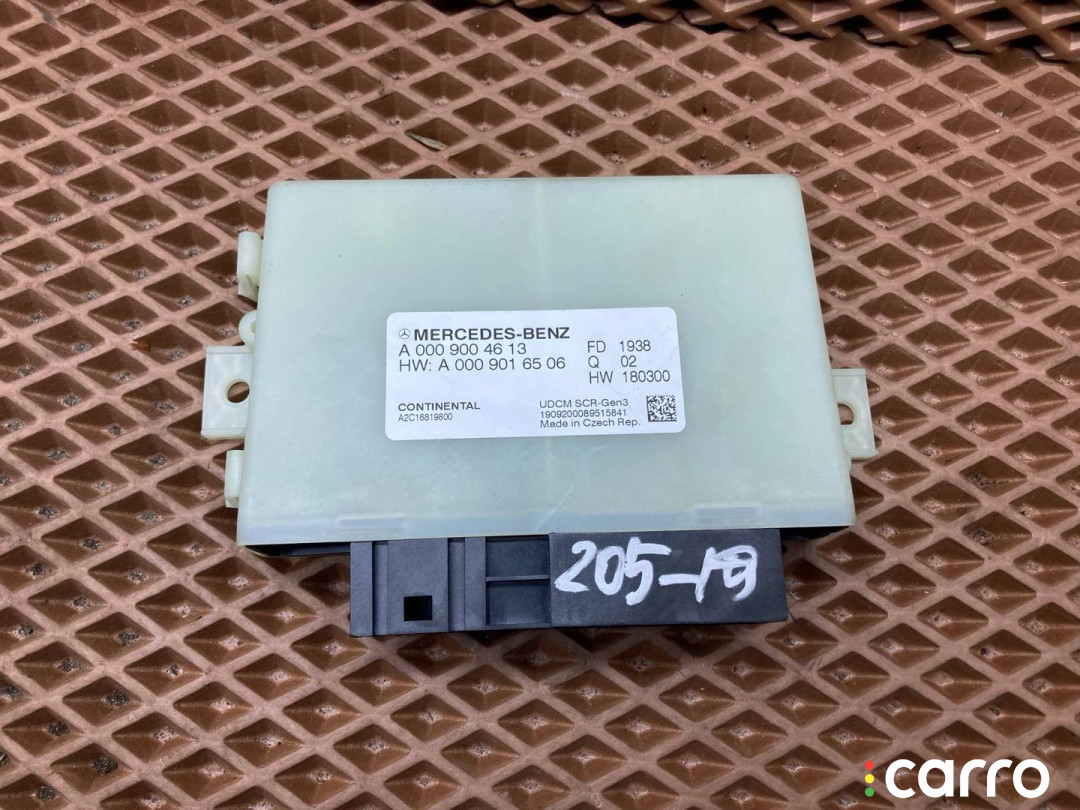 MERCEDES-BENZ
A 000 900 46 13
HW: A 000 901 65 06
FD 1938
Q 02
HW 180300
CONTINENTAL
A2C16819800
UDCM SCR-Gen3
1909200089515841
Made in Czech Rep.
205-19
carro